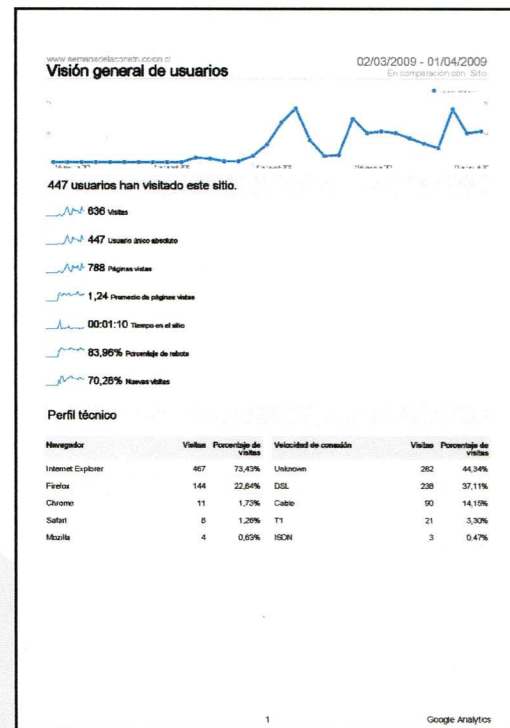 www.semanadelaconstruccion.cl
02/03/2009 - 01/04/2009
Visión general de usuarios
En comparación con: Sitio
447 usuarios han visitado este sitio.
636 Visitas
447 Usuario único absoluto
788 Páginas vistas
1,24 Promedio de páginas vistas
00:01:10 Tiempo en el sitio
83,96% Porcentaje de rebote
70,28% Nuevas visitas
Perfil técnico
Navegador Visitas Porcentaje de visitas Velocidad de conexión Visitas Porcentaje de visitas
Internet Explorer 467 73,43% Unknown 282 44,34%
Firefox 144 22,64% DSL 236 37,11%
Chrome 11 1,73% Cable 90 14,15%
Safari 8 1,26% T1 21 3,30%
Mozilla 4 0,63% ISDN 3 0,47%
1 Google Analytics